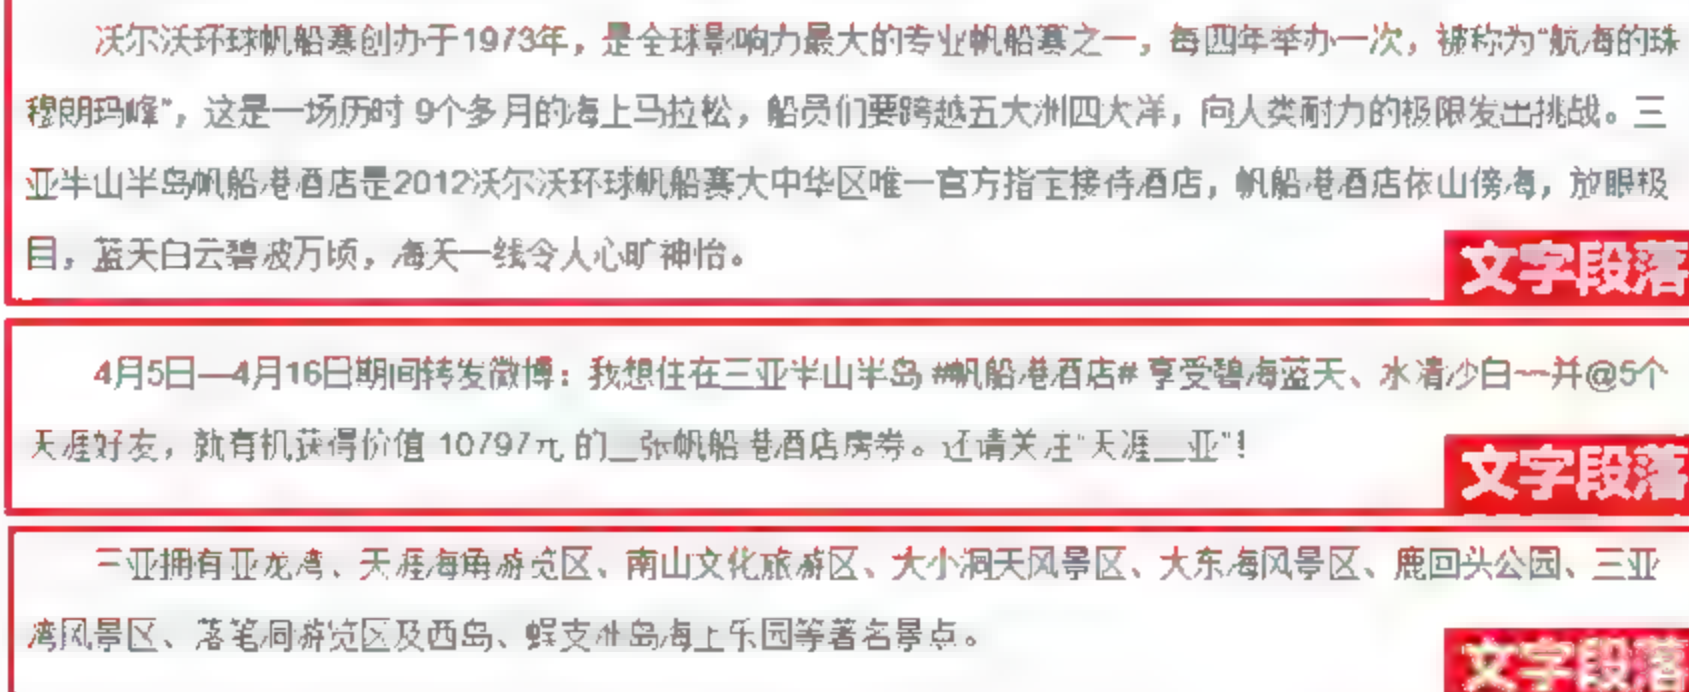 沃尔沃环球帆船赛创办于1973年，是全球影响力最大的专业帆船赛之一，每四年举办一次，被称为“航海的珠
穆朗玛峰”，这是一场历时 9个多月的海上马拉松，船员们要跨越五大洲四大洋，向人类耐力的极限发出挑战。三
亚半山半岛帆船港酒店是2012沃尔沃环球帆船赛大中华区唯一官方指定接待酒店，帆船港酒店依山傍海，放眼极
目，蓝天白云碧波万顷，海天一线令人心旷神怡。
文字段落
4月5日—4月16日期间转发微博：我想住在三亚半山半岛#帆船港酒店# 享受碧海蓝天、水清沙白~~并@5个
天涯好友，就有机获得价值 10797元 的 张帆船港酒店房券。还请关注“天涯 亚”！
文字段落
三亚拥有亚龙湾、天涯海角游览区、南山文化旅游区、大小洞天风景区、大东海风景区、鹿回头公园、三亚
湾风景区、落笔洞游览区及西岛、蜈支洲岛海上乐园等著名景点。
文字段落